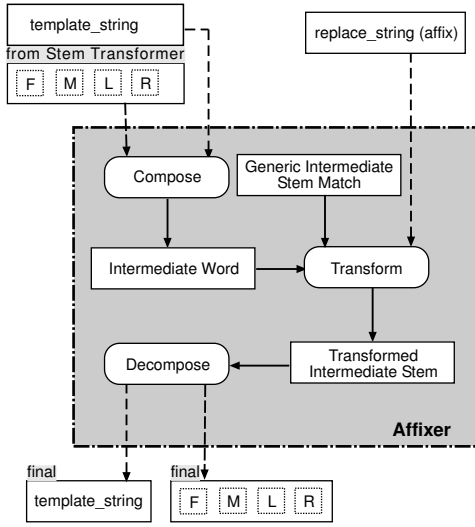 template_string
replace_string (affix)
from Stem Transformer
F M L R
Compose
Generic Intermediate
Stem Match
Intermediate Word
Transform
Decompose
Transformed
Intermediate Stem
Affixer
final
final
template_string
F M L R